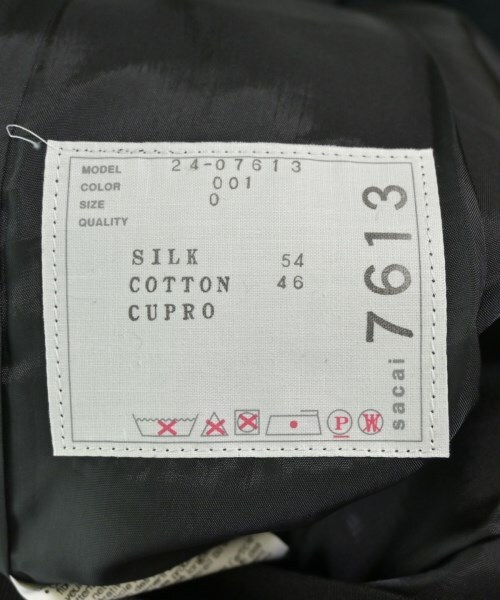 MODEL 24-07613
COLOR 001
SIZE 0
QUALITY
SILK 54
COTTON 46
CUPRO
P
W
sacai 7613